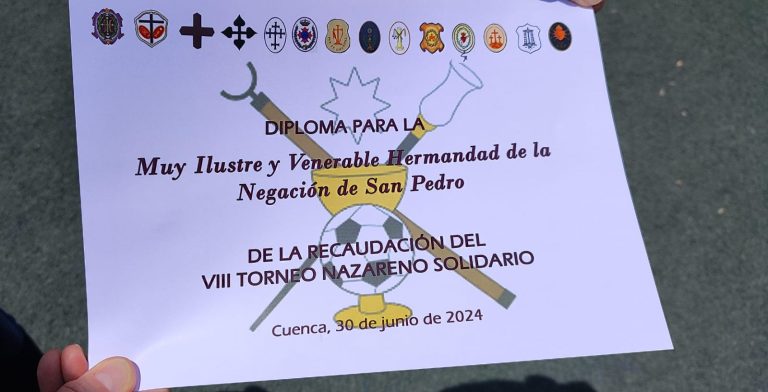 DIPLOMA PARA LA
Muy Ilustre y Venerable Hermandad de la
Negación de San Pedro
DE LA RECAUDACIÓN DEL
VIII TORNEO NAZARENO SOLIDARIO
Cuenca, 30 de junio de 2024